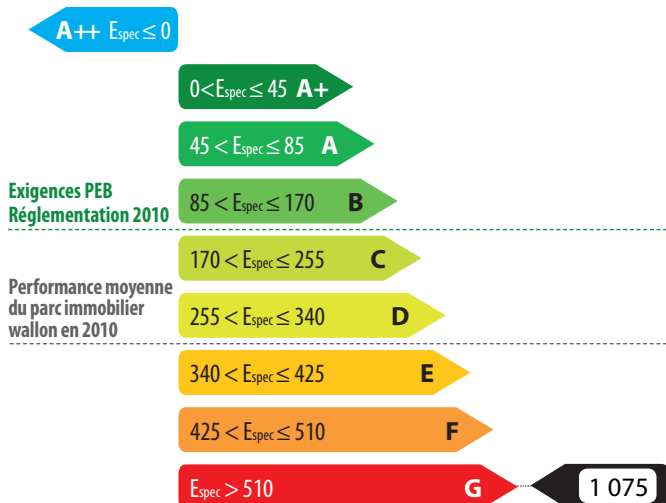 A++ Espec ≤ 0
0<Espec ≤ 45 A+
45 < Espec ≤ 85 A
Exigences PEB
Réglementation 2010
85 < Espec ≤ 170 B
170 < Espec ≤ 255 C
Performance moyenne
du parc immobilier
wallon en 2010
255 < Espec ≤ 340 D
340 < Espec ≤ 425 E
425 < Espec ≤ 510 F
Espec > 510 G
1 075